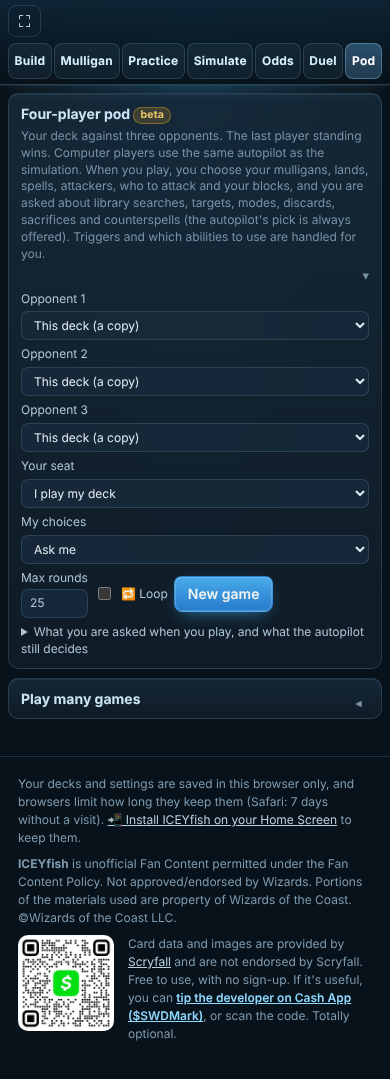 Build Mulligan Practice Simulate Odds Duel Pod
Four-player pod beta
Your deck against three opponents. The last player standing
wins. Computer players use the same autopilot as the
simulation. When you play, you choose your mulligans, lands,
spells, attackers, who to attack and your blocks, and you are
asked about library searches, targets, modes, discards,
sacrifices and counterspells (the autopilot's pick is always
offered). Triggers and which abilities to use are handled for
you.
Opponent 1
This deck (a copy)
Opponent 2
This deck (a copy)
Opponent 3
This deck (a copy)
Your seat
I play my deck
My choices
Ask me
Max rounds
25 🔁 Loop New game
What you are asked when you play, and what the autopilot
still decides
Play many games
Your decks and settings are saved in this browser only, and
browsers limit how long they keep them (Safari: 7 days
without a visit). 📲 Install ICEYfish on your Home Screen to
keep them.
ICEYfish is unofficial Fan Content permitted under the Fan
Content Policy. Not approved/endorsed by Wizards. Portions
of the materials used are property of Wizards of the Coast.
©Wizards of the Coast LLC.
Card data and images are provided by
Scryfall and are not endorsed by Scryfall.
Free to use, with no sign-up. If it's useful,
you can tip the developer on Cash App
($SWDMark), or scan the code. Totally
optional.